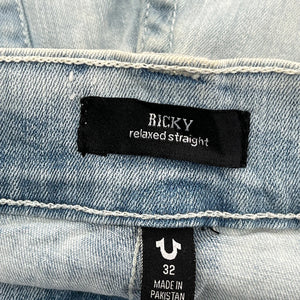 RICKY
relaxed straight
32
MADE IN
PAKISTAN